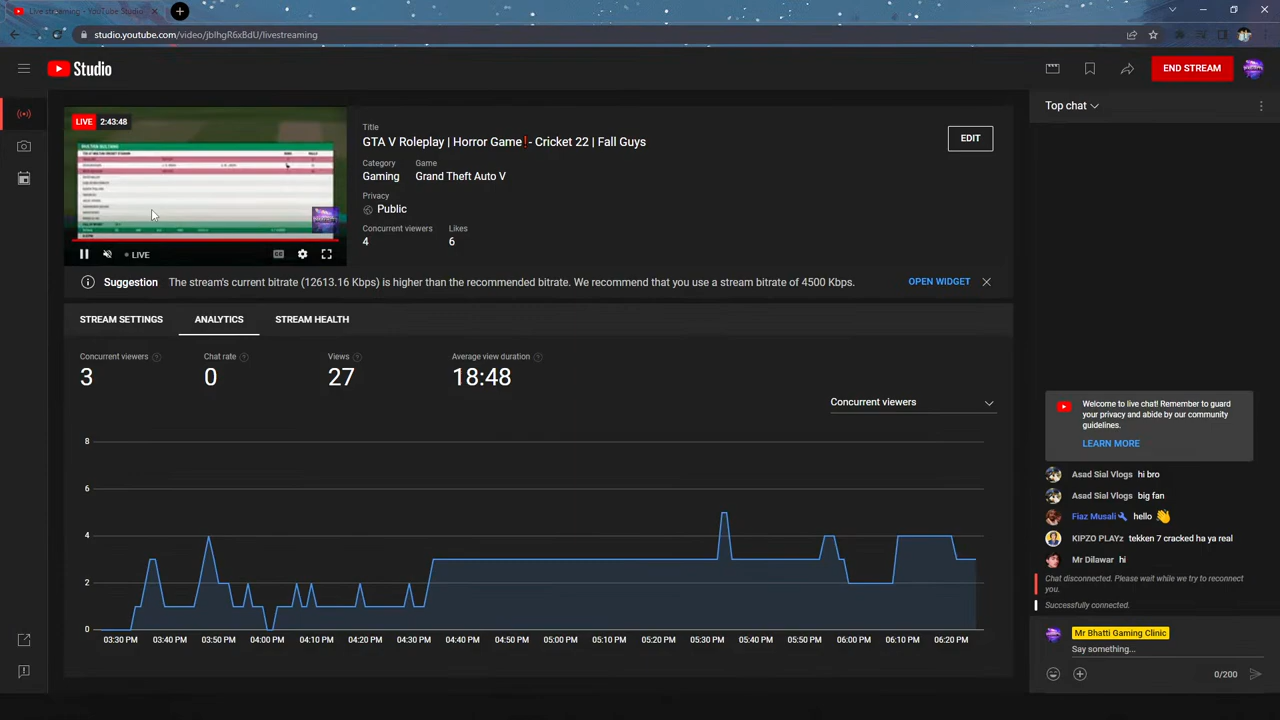 Live streaming - YouTube Studio
studio.youtube.com/video/jblhgR6xBdU/livestreaming
Studio
END STREAM
LIVE 2:43:48
LIVE
Title
GTA V Roleplay | Horror Game ! - Cricket 22 | Fall Guys
EDIT
Category Game
Gaming Grand Theft Auto V
Privacy
Public
Concurrent viewers Likes
4 6
Suggestion The stream's current bitrate (12613.16 Kbps) is higher than the recommended bitrate. We recommend that you use a stream bitrate of 4500 Kbps. OPEN WIDGET
STREAM SETTINGS ANALYTICS STREAM HEALTH
Concurrent viewers Chat rate Views Average view duration
3 0 27 18:48
Concurrent viewers
8
6
4
2
0
03:30 PM 03:40 PM 03:50 PM 04:00 PM 04:10 PM 04:20 PM 04:30 PM 04:40 PM 04:50 PM 05:00 PM 05:10 PM 05:20 PM 05:30 PM 05:40 PM 05:50 PM 06:00 PM 06:10 PM 06:20 PM
Top chat
Welcome to live chat! Remember to guard
your privacy and abide by our community
guidelines.
LEARN MORE
Asad Sial Vlogs hi bro
Asad Sial Vlogs big fan
Fiaz Musali hello 👋
KIPZO PLAYz tekken 7 cracked ha ya real
Mr Dilawar hi
Chat disconnected. Please wait while we try to reconnect
you.
Successfully connected.
Mr Bhatti Gaming Clinic
Say something...
0/200